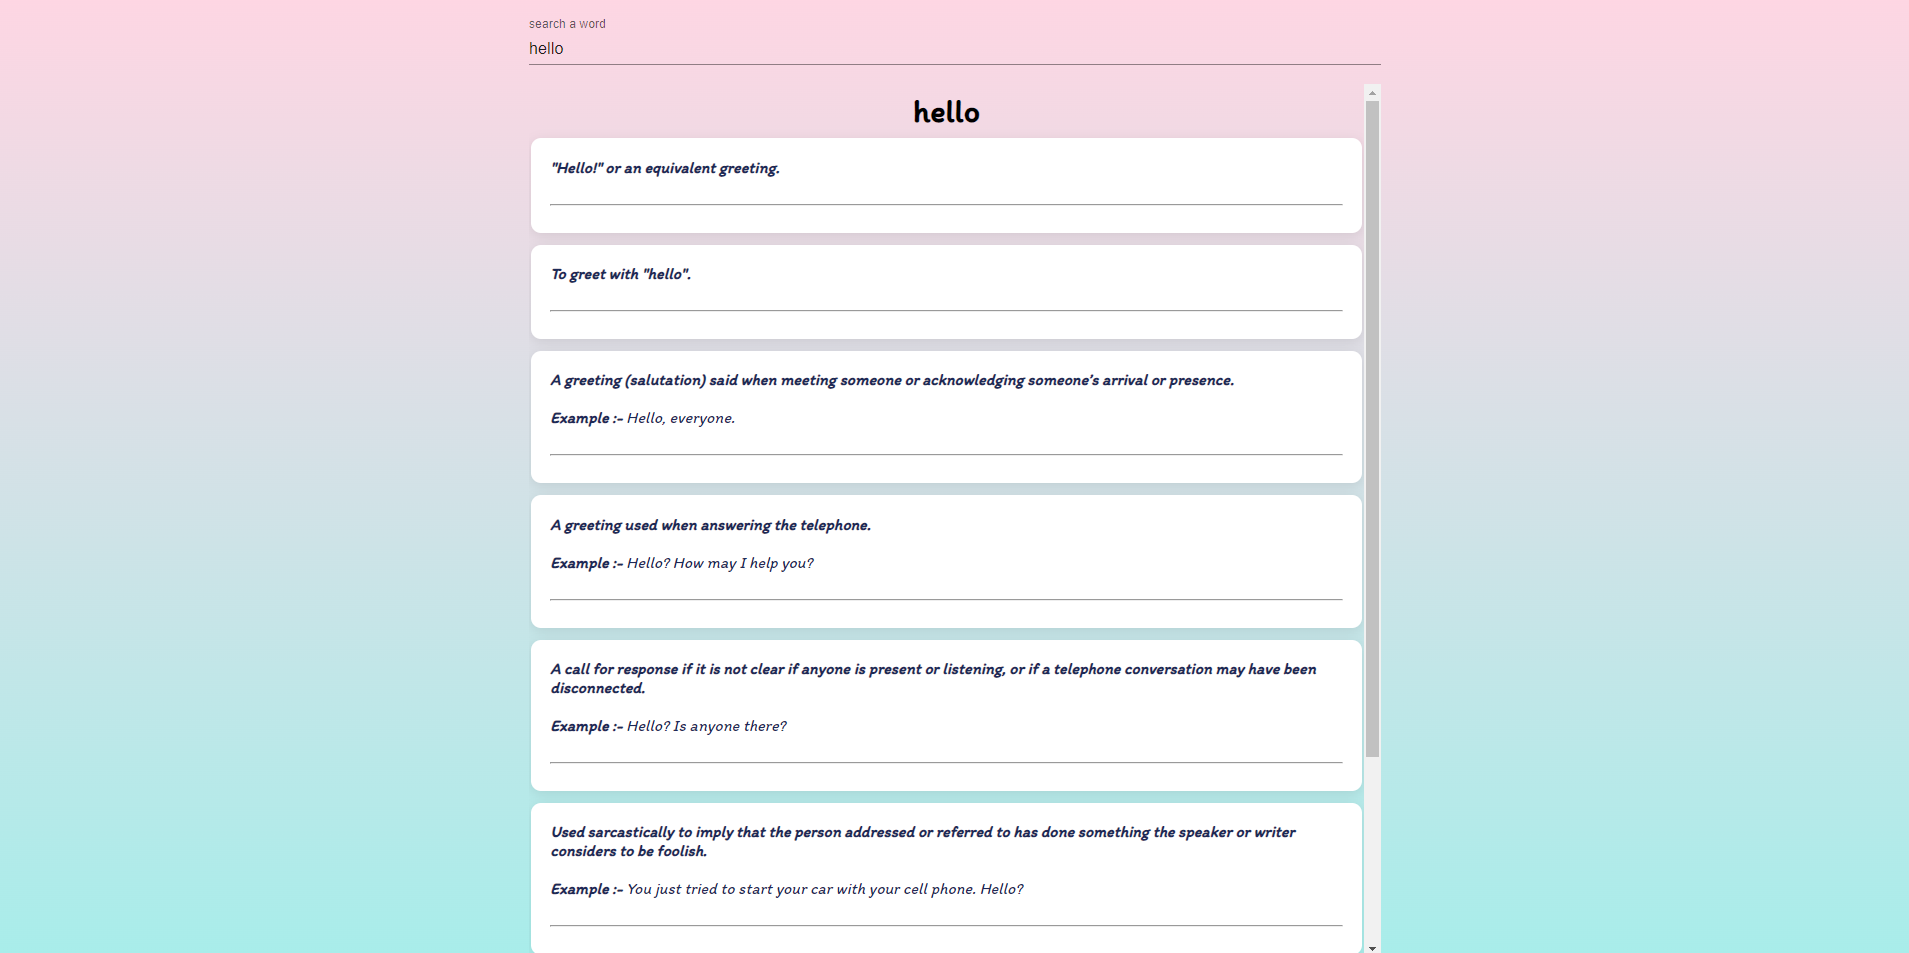 search a word
hello
hello
"Hello!" or an equivalent greeting.
To greet with "hello".
A greeting (salutation) said when meeting someone or acknowledging someone’s arrival or presence.
Example :- Hello, everyone.
A greeting used when answering the telephone.
Example :- Hello? How may I help you?
A call for response if it is not clear if anyone is present or listening, or if a telephone conversation may have been
disconnected.
Example :- Hello? Is anyone there?
Used sarcastically to imply that the person addressed or referred to has done something the speaker or writer
considers to be foolish.
Example :- You just tried to start your car with your cell phone. Hello?